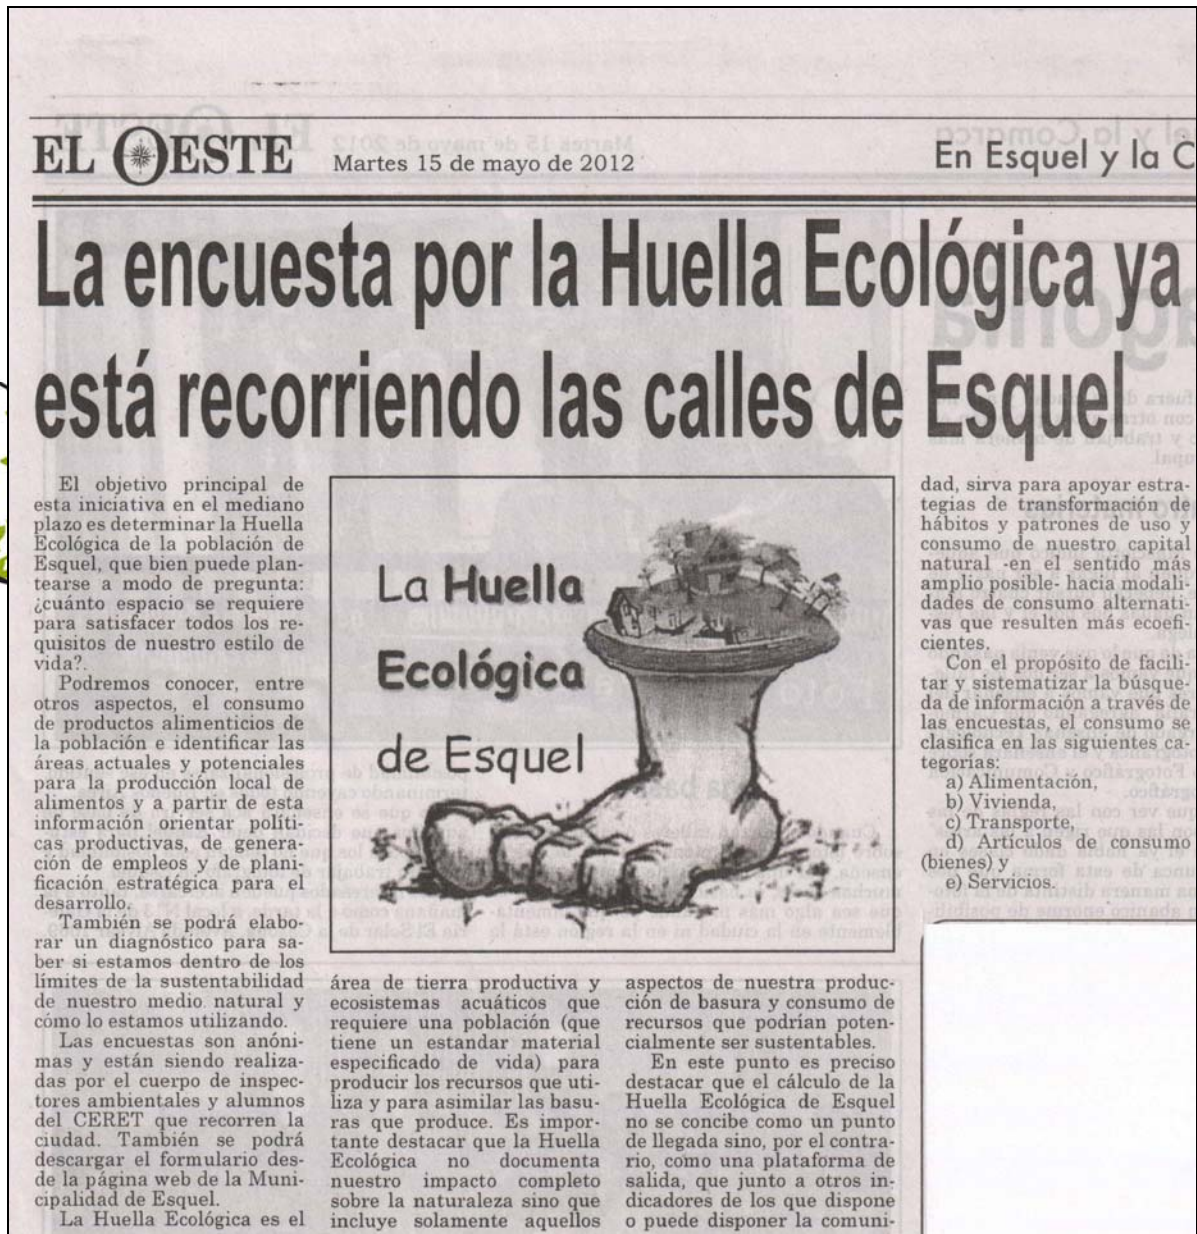 EL OESTE
Martes 15 de mayo de 2012
En Esquel y la C
La encuesta por la Huella Ecológica ya
está recorriendo las calles de Esquel
El objetivo principal de
esta iniciativa en el mediano
plazo es determinar la Huella
Ecológica de la población de
Esquel, que bien puede plan-
tearse a modo de pregunta:
¿cuánto espacio se requiere
para satisfacer todos los re-
quisitos de nuestro estilo de
vida?.
Podremos conocer, entre
otros aspectos, el consumo
de productos alimenticios de
la población e identificar las
áreas actuales y potenciales
para la producción local de
alimentos y a partir de esta
información orientar políti-
cas productivas, de genera-
ción de empleos y de plani-
ficación estratégica para el
desarrollo.
También se podrá elabo-
rar un diagnóstico para sa-
ber si estamos dentro de los
límites de la sustentabilidad
de nuestro medio natural y
cómo lo estamos utilizando.
Las encuestas son anóni-
mas y están siendo realiza-
das por el cuerpo de inspec-
tores ambientales y alumnos
del CERET que recorren la
ciudad. También se podrá
descargar el formulario des-
de la página web de la Muni-
cipalidad de Esquel.
La Huella Ecológica es el
La Huella
Ecológica
de Esquel
área de tierra productiva y
ecosistemas acuáticos que
requiere una población (que
tiene un estandar material
especificado de vida) para
producir los recursos que uti-
liza y para asimilar las basu-
ras que produce. Es impor-
tante destacar que la Huella
Ecológica no documenta
nuestro impacto completo
sobre la naturaleza sino que
incluye solamente aquellos
aspectos de nuestra produc-
ción de basura y consumo de
recursos que podrían poten-
cialmente ser sustentables.
En este punto es preciso
destacar que el cálculo de la
Huella Ecológica de Esquel
no se concibe como un punto
de llegada sino, por el contra-
rio, como una plataforma de
salida, que junto a otros in-
dicadores de los que dispone
o puede disponer la comuni-
dad, sirva para apoyar estra-
tegias de transformación de
hábitos y patrones de uso y
consumo de nuestro capital
natural -en el sentido más
amplio posible- hacia modali-
dades de consumo alternati-
vas que resulten más ecoefi-
cientes.
Con el propósito de facili-
tar y sistematizar la búsque-
da de información a través de
las encuestas, el consumo se
clasifica en las siguientes ca-
tegorías:
a) Alimentación,
b) Vivienda,
c) Transporte,
d) Artículos de consumo
(bienes) y
e) Servicios.